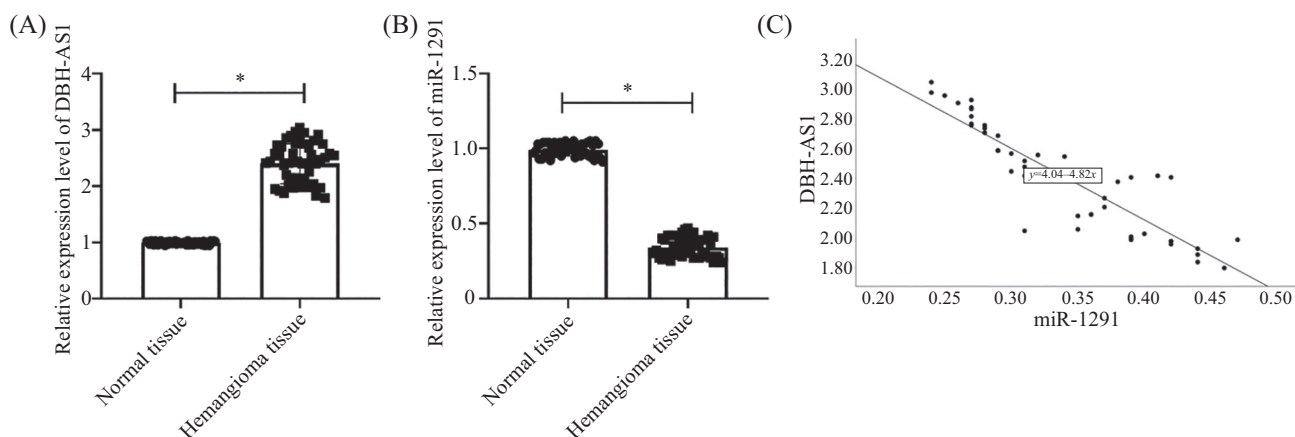 (A)
Relative expression level of DBH-AS1
4
3
2
1
0
*
Normal tissue
Hemangioma tissue
(B)
Relative expression level of miR-1291
1.5
1.0
0.5
0
*
Normal tissue
Hemangioma tissue
(C)
DBH-AS1
3.20
3.00
2.80
2.60
2.40
2.20
2.00
1.80
y=4.04–4.82x
0.20 0.25 0.30 0.35 0.40 0.45 0.50
miR-1291